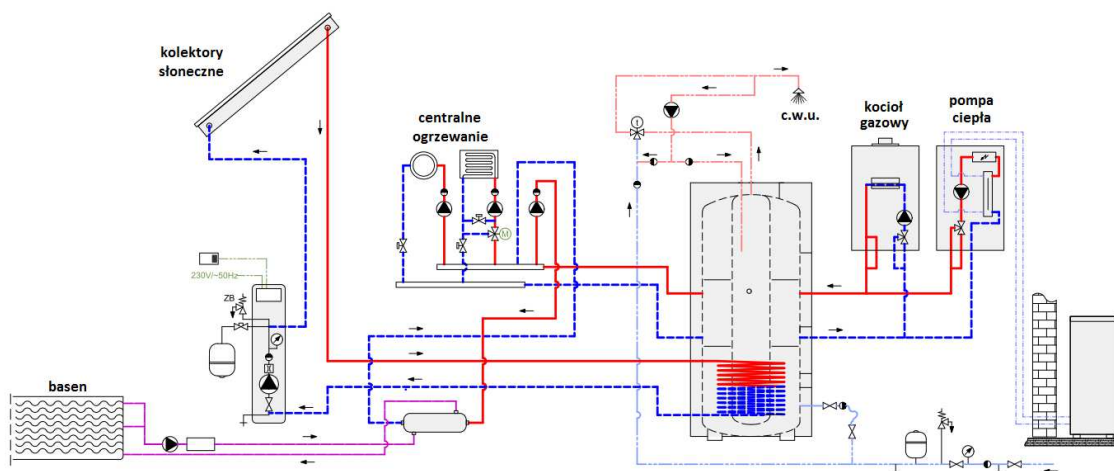 kolektory
słoneczne
centralne
ogrzewanie
c.w.u.
kocioł
gazowy
pompa
ciepła
t
M
230V/~50Hz
ZB
basen